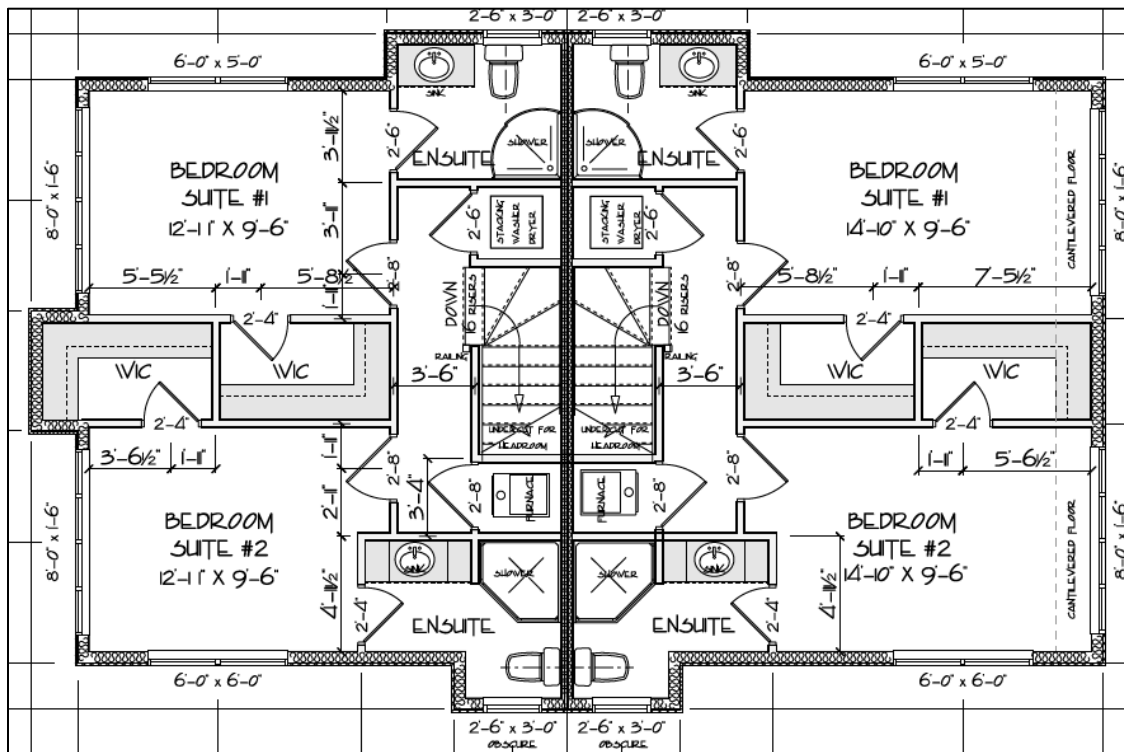 2'-6" x 3'-0" 2'-6" x 3'-0"
6'-0" x 5'-0" 6'-0" x 5'-0"
SINK SINK
3'-11½" 2'-6" SHOWER SHOWER 2'-6"
ENSUITE ENSUITE
BEDROOM
SUITE #1
12'-11" X 9'-6"
BEDROOM
SUITE #1
14'-10" X 9'-6"
8'-0" x 1'-6" 8'-0" x 1'-6"
CANTILEVERED FLOOR
3'-11" 2'-6" 2'-6"
STACKING
WASHER
DRYER
STACKING
WASHER
DRYER
5'-5½" 1'-11" 5'-8½" 1'-11" 2'-8" 2'-8" 5'-8½" 1'-11" 7'-5½"
DOWN
16 RISERS
DOWN
16 RISERS
2'-4" 2'-4"
RAILING RAILING
WIC WIC WIC WIC
3'-6" 3'-6"
2'-4" 2'-4"
UNDERCUT FOR
HEADROOM
UNDERCUT FOR
HEADROOM
3'-6½" 1'-11" 1'-11" 1'-11" 5'-6½"
2'-11" 2'-8" 3'-4" 2'-8" FURNACE FURNACE 2'-8" 2'-8"
BEDROOM
SUITE #2
12'-11" X 9'-6"
BEDROOM
SUITE #2
14'-10" X 9'-6"
8'-0" x 1'-6" 8'-0" x 1'-6"
CANTILEVERED FLOOR
SINK SINK
SHOWER SHOWER
4'-11½" 2'-4" 2'-4" 4'-11½"
ENSUITE ENSUITE
6'-0" x 6'-0" 6'-0" x 6'-0"
2'-6" x 3'-0" 2'-6" x 3'-0"
OBSCURE OBSCURE